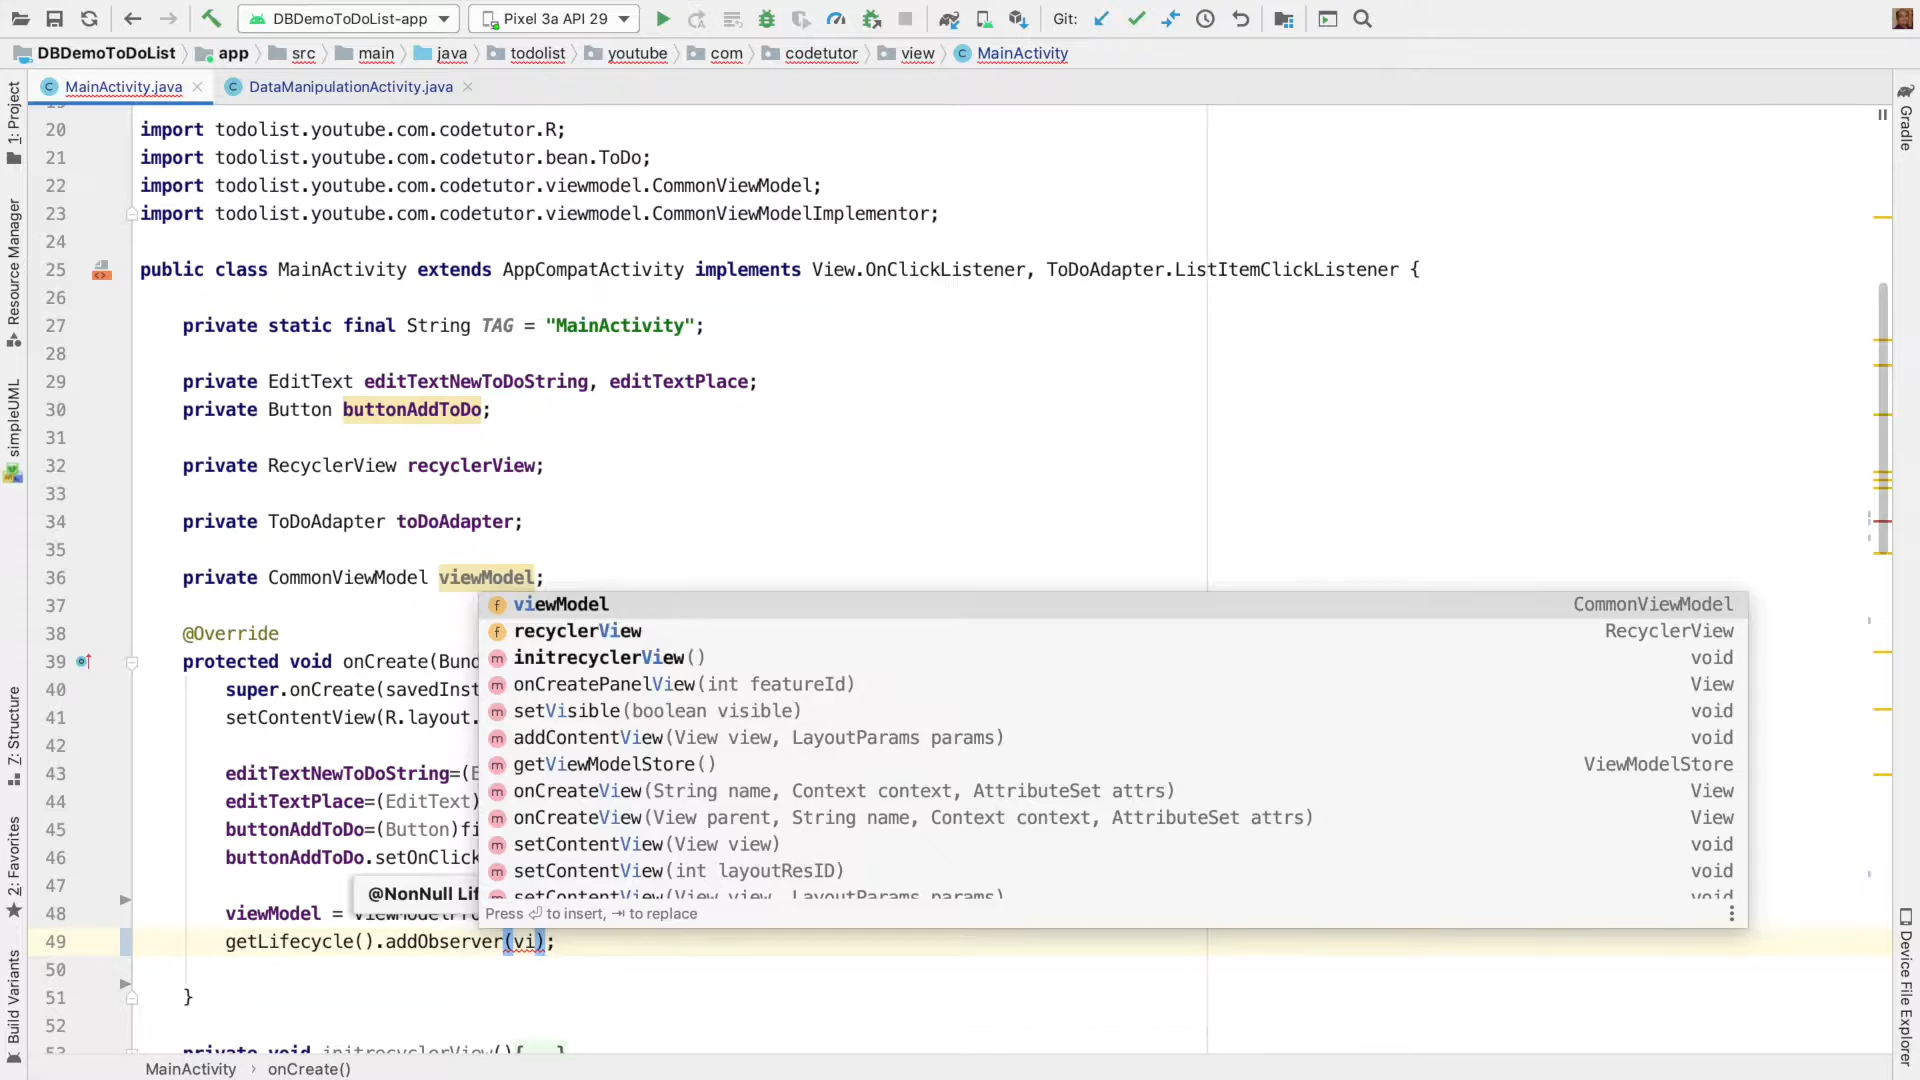 DBDemoToDoList-app
Pixel 3a API 29
Git:
DBDemoToDoList app src main java todolist youtube com codetutor view MainActivity
MainActivity.java
DataManipulationActivity.java
1: Project
Resource Manager
simpleUML
Z: Structure
2: Favorites
Build Variants
Gradle
Device File Explorer
20 import todolist.youtube.com.codetutor.R;
21 import todolist.youtube.com.codetutor.bean.ToDo;
22 import todolist.youtube.com.codetutor.viewmodel.CommonViewModel;
23 import todolist.youtube.com.codetutor.viewmodel.CommonViewModelImplementor;
24
25 public class MainActivity extends AppCompatActivity implements View.OnClickListener, ToDoAdapter.ListItemClickListener {
26
27 private static final String TAG = "MainActivity";
28
29 private EditText editTextNewToDoString, editTextPlace;
30 private Button buttonAddToDo;
31
32 private RecyclerView recyclerView;
33
34 private ToDoAdapter toDoAdapter;
35
36 private CommonViewModel viewModel;
37
38 @Override
39 protected void onCreate(Bund
40 super.onCreate(savedInst
41 setContentView(R.layout.
42
43 editTextNewToDoString=(E
44 editTextPlace=(EditText)
45 buttonAddToDo=(Button)fi
46 buttonAddToDo.setOnClick
47
48 viewModel =
49 getLifecycle().addObserver(vi);
50
51 }
52
private void initrecyclerView(){...}
viewModel CommonViewModel
recyclerView RecyclerView
initrecyclerView() void
onCreatePanelView(int featureId) View
setVisible(boolean visible) void
addContentView(View view, LayoutParams params) void
getViewModelStore() ViewModelStore
onCreateView(String name, Context context, AttributeSet attrs) View
onCreateView(View parent, String name, Context context, AttributeSet attrs) View
setContentView(View view) void
setContentView(int layoutResID) void
setContentView(View view, LayoutParams params) void
Press ⏎ to insert, ⇥ to replace
@NonNull Lif
MainActivity › onCreate()